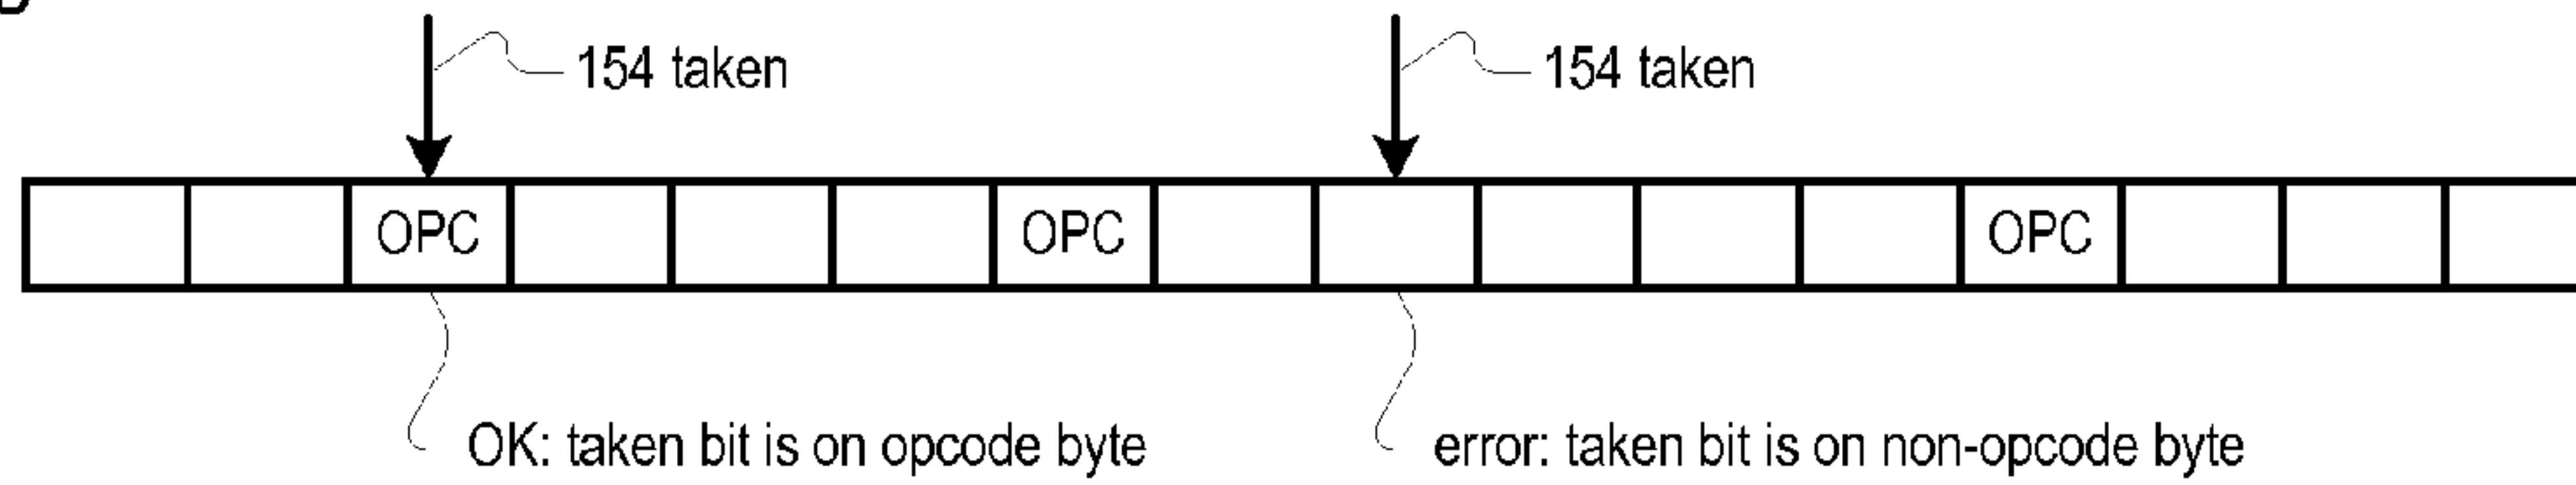 154 taken 154 taken
OPC OPC OPC
OK: taken bit is on opcode byte error: taken bit is on non-opcode byte